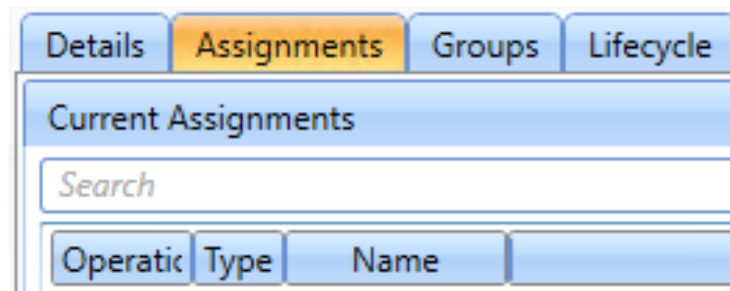 Details Assignments Groups Lifecycle
Current Assignments
Search
Operatic Type Name